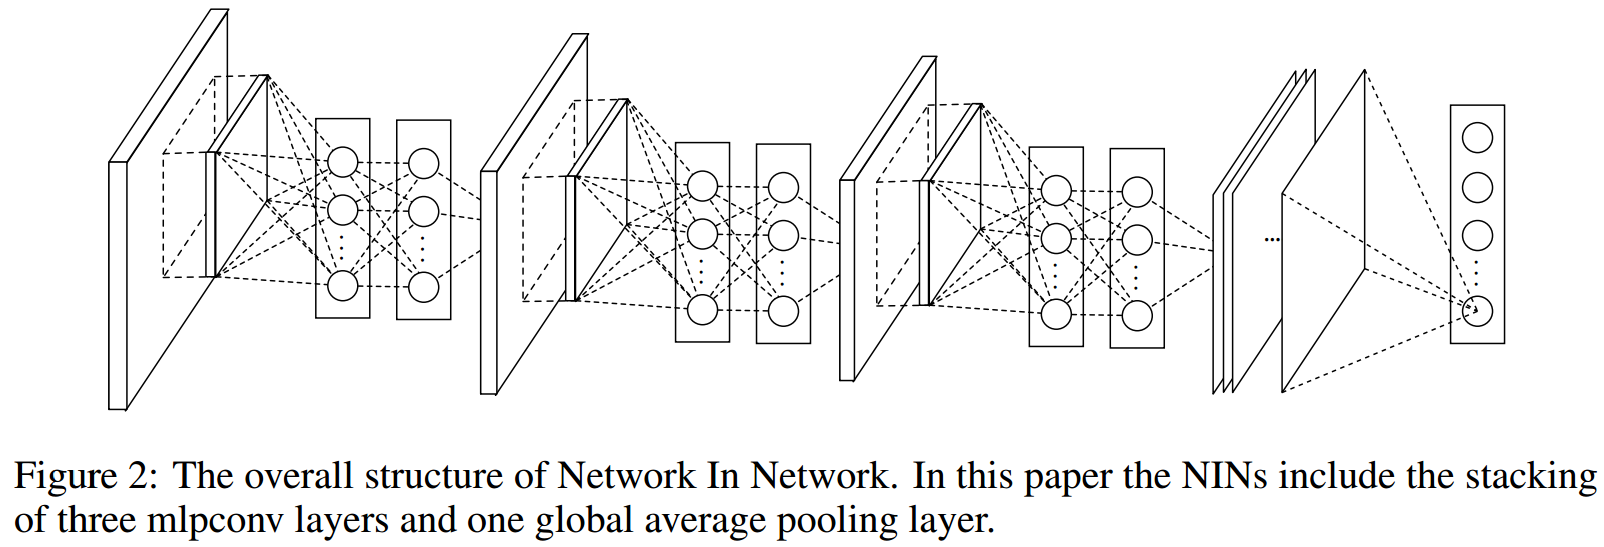 Figure 2: The overall structure of Network In Network. In this paper the NINs include the stacking
of three mlpconv layers and one global average pooling layer.